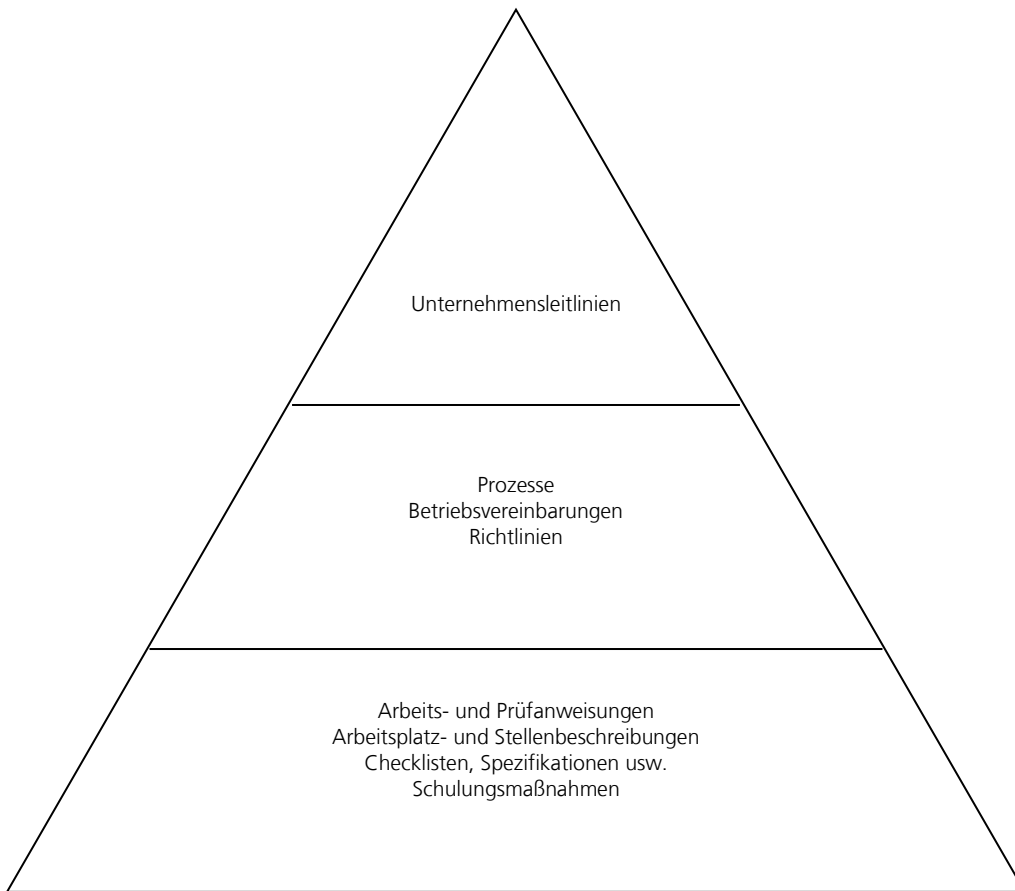 Unternehmensleitlinien
Prozesse
Betriebsvereinbarungen
Richtlinien
Arbeits- und Prüfanweisungen
Arbeitsplatz- und Stellenbeschreibungen
Checklisten, Spezifikationen usw.
Schulungsmaßnahmen